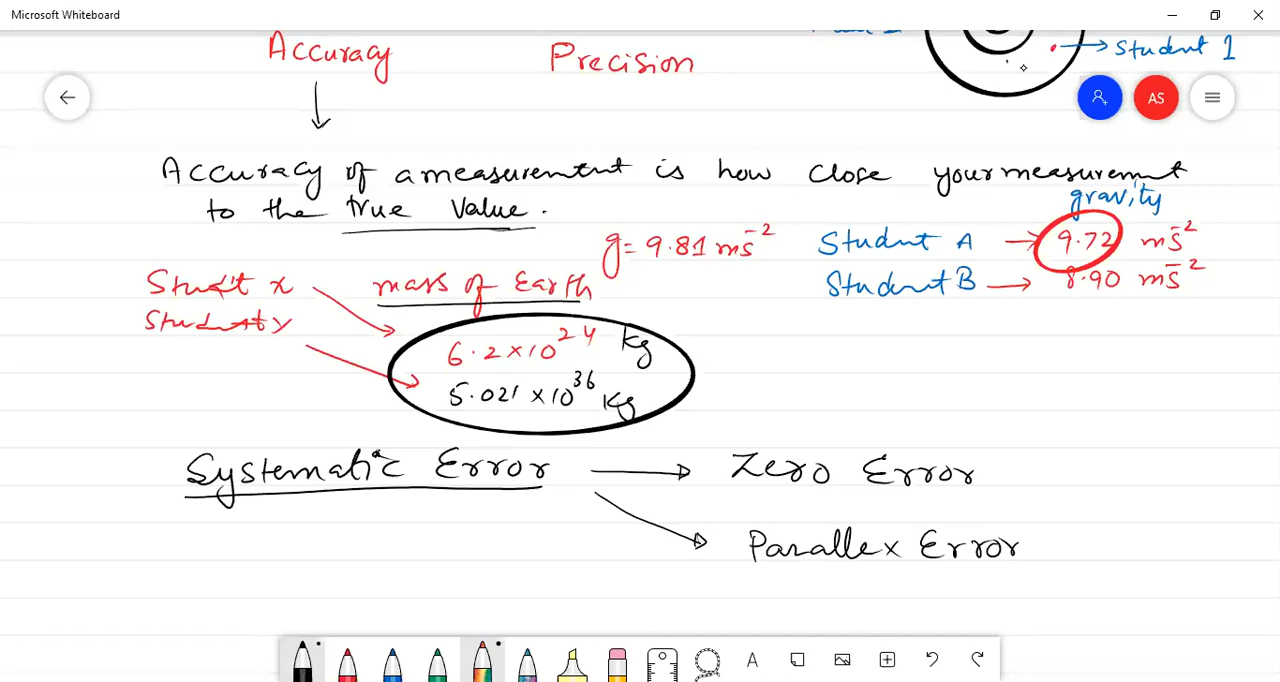 Microsoft Whiteboard
Accuracy
Precision
Student 1
AS
Accuracy of a measurement is how close your measurement
to the true value.
gravity
g = 9.81 ms⁻²
Student A → 9.72 ms⁻²
Student B → 8.90 ms⁻²
Student x
Student y
mass of Earth
6.2 × 10²⁴ kg
5.021 × 10³⁶ Kg
Systematic Error
Zero Error
Parallex Error
A